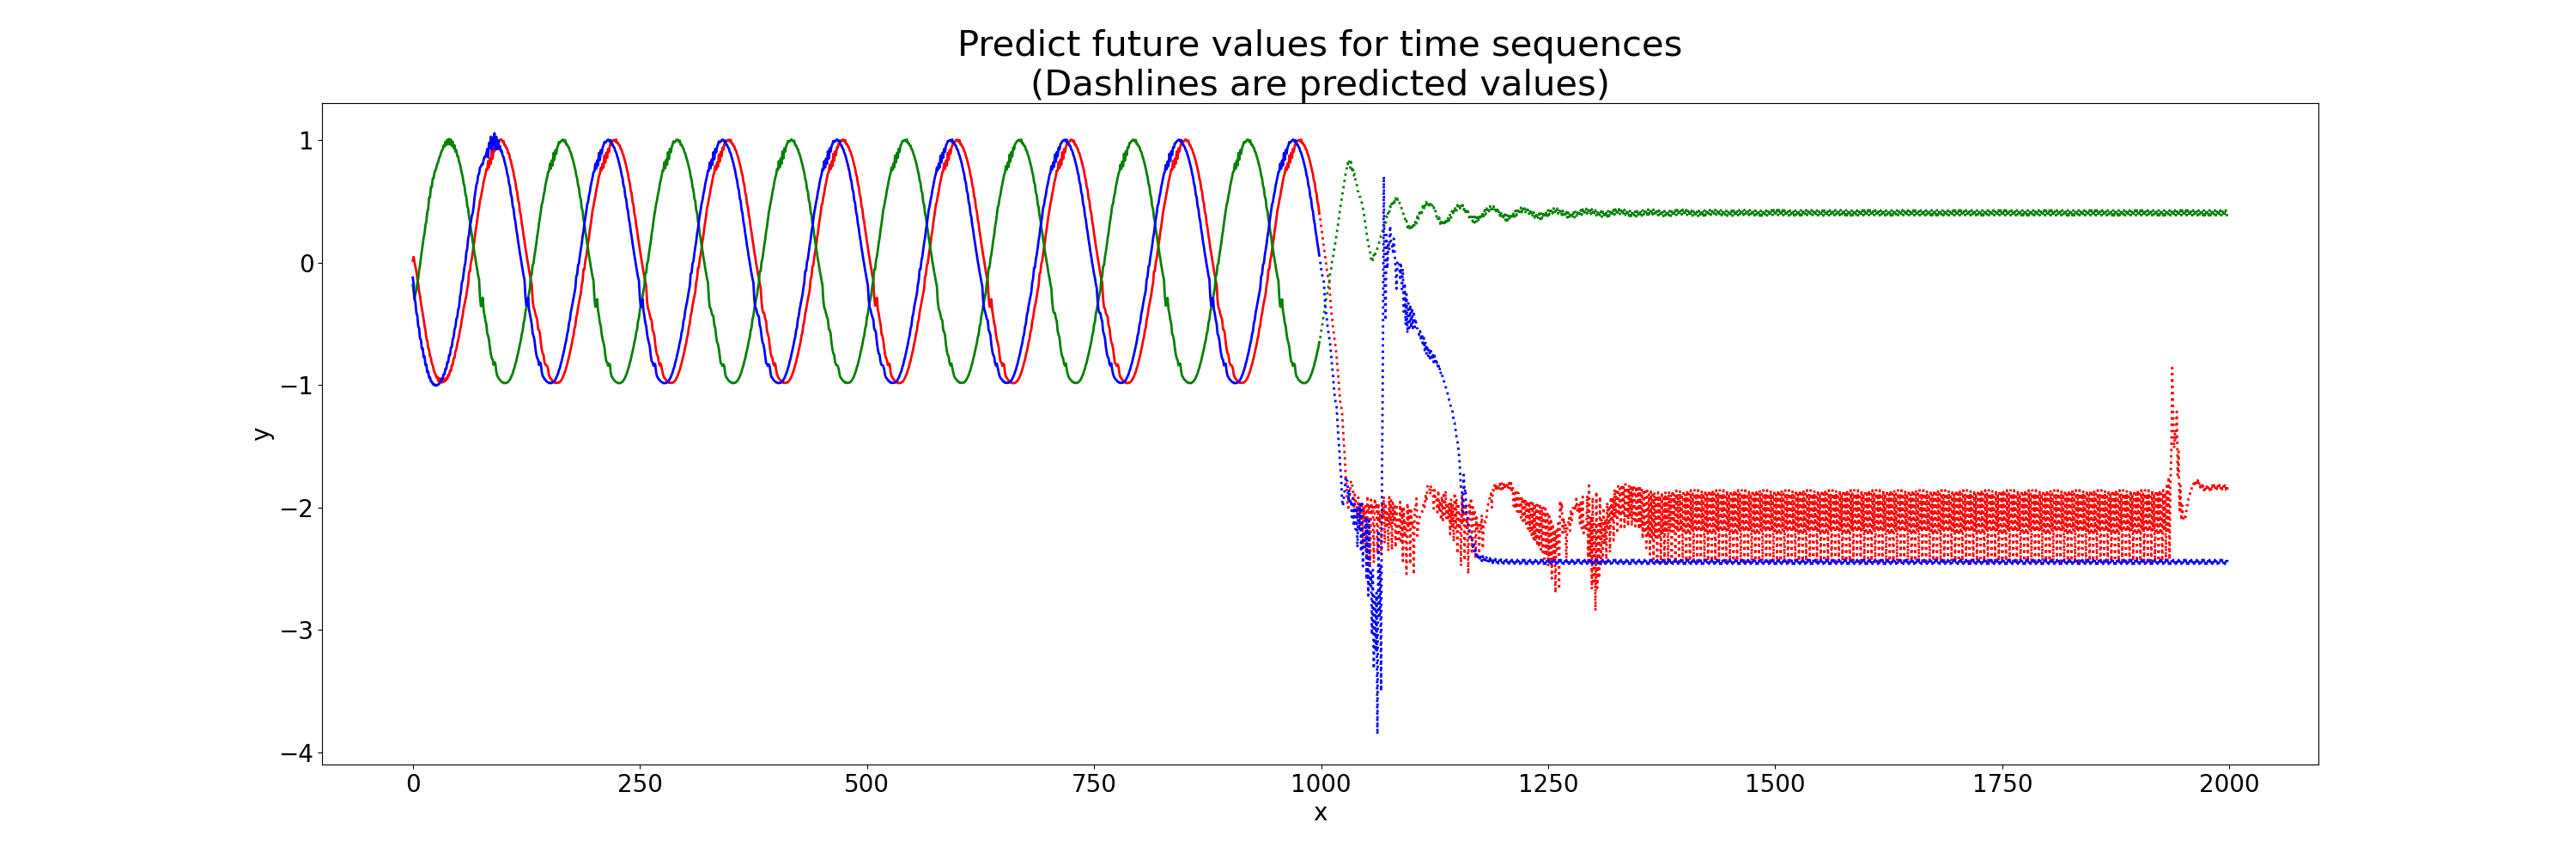 Predict future values for time sequences
(Dashlines are predicted values)
1
0
−1
−2
−3
−4
y
0 250 500 750 1000 1250 1500 1750 2000
x